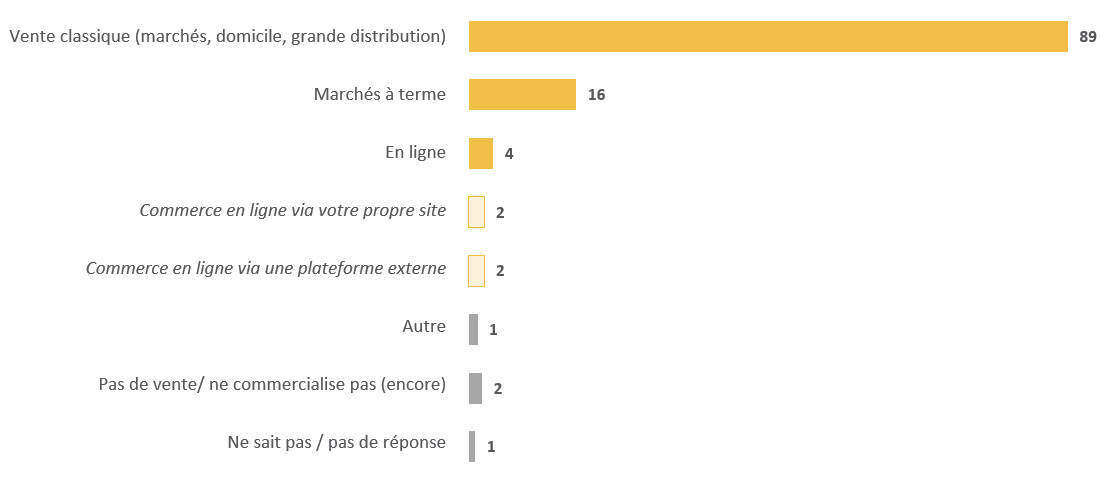 Vente classique (marchés, domicile, grande distribution) 89
Marchés à terme 16
En ligne 4
Commerce en ligne via votre propre site 2
Commerce en ligne via une plateforme externe 2
Autre 1
Pas de vente/ ne commercialise pas (encore) 2
Ne sait pas / pas de réponse 1